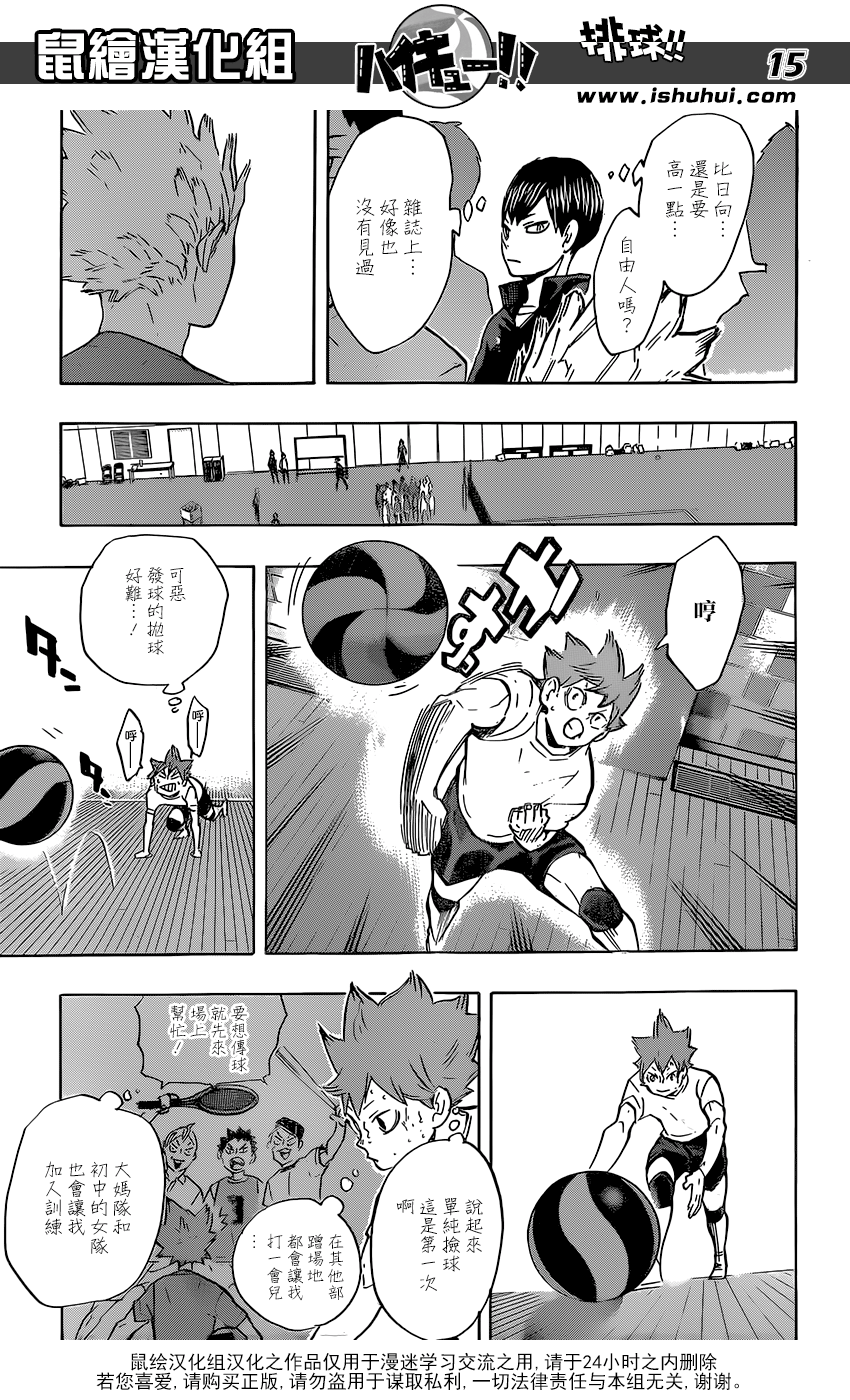 鼠繪漢化組
ハイキュー!!
排球!!
15
www.ishuhui.com
比日向…
還是要
高一點…
自由人嗎？
雜誌上…
好像也
沒有見過
哼
ガガッ
す
可惡
發球的拋球
好難…！
呼—
呼—
タン
タ
說起來
單純撿球
這是第一次
啊
要想傳球
就先來
場上
幫忙！
在其他部
蹭場地
都會讓我
打一會兒
…
大媽隊和
初中的女隊
也會讓我
加入訓練
鼠绘汉化组汉化之作品仅用于漫迷学习交流之用, 请于24小时之内删除
若您喜爱, 请购买正版, 请勿盗用于谋取私利, 一切法律责任与本组无关, 谢谢。